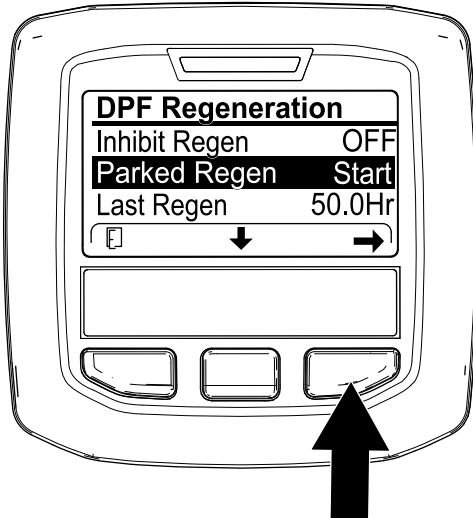 DPF Regeneration
Inhibit Regen OFF
Parked Regen Start
Last Regen 50.0Hr